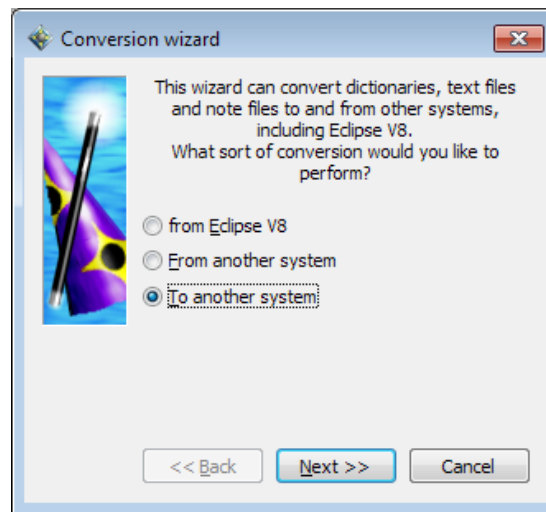 Conversion wizard
This wizard can convert dictionaries, text files
and note files to and from other systems,
including Eclipse V8.
What sort of conversion would you like to
perform?
from Eclipse V8
From another system
To another system
<< Back Next >> Cancel